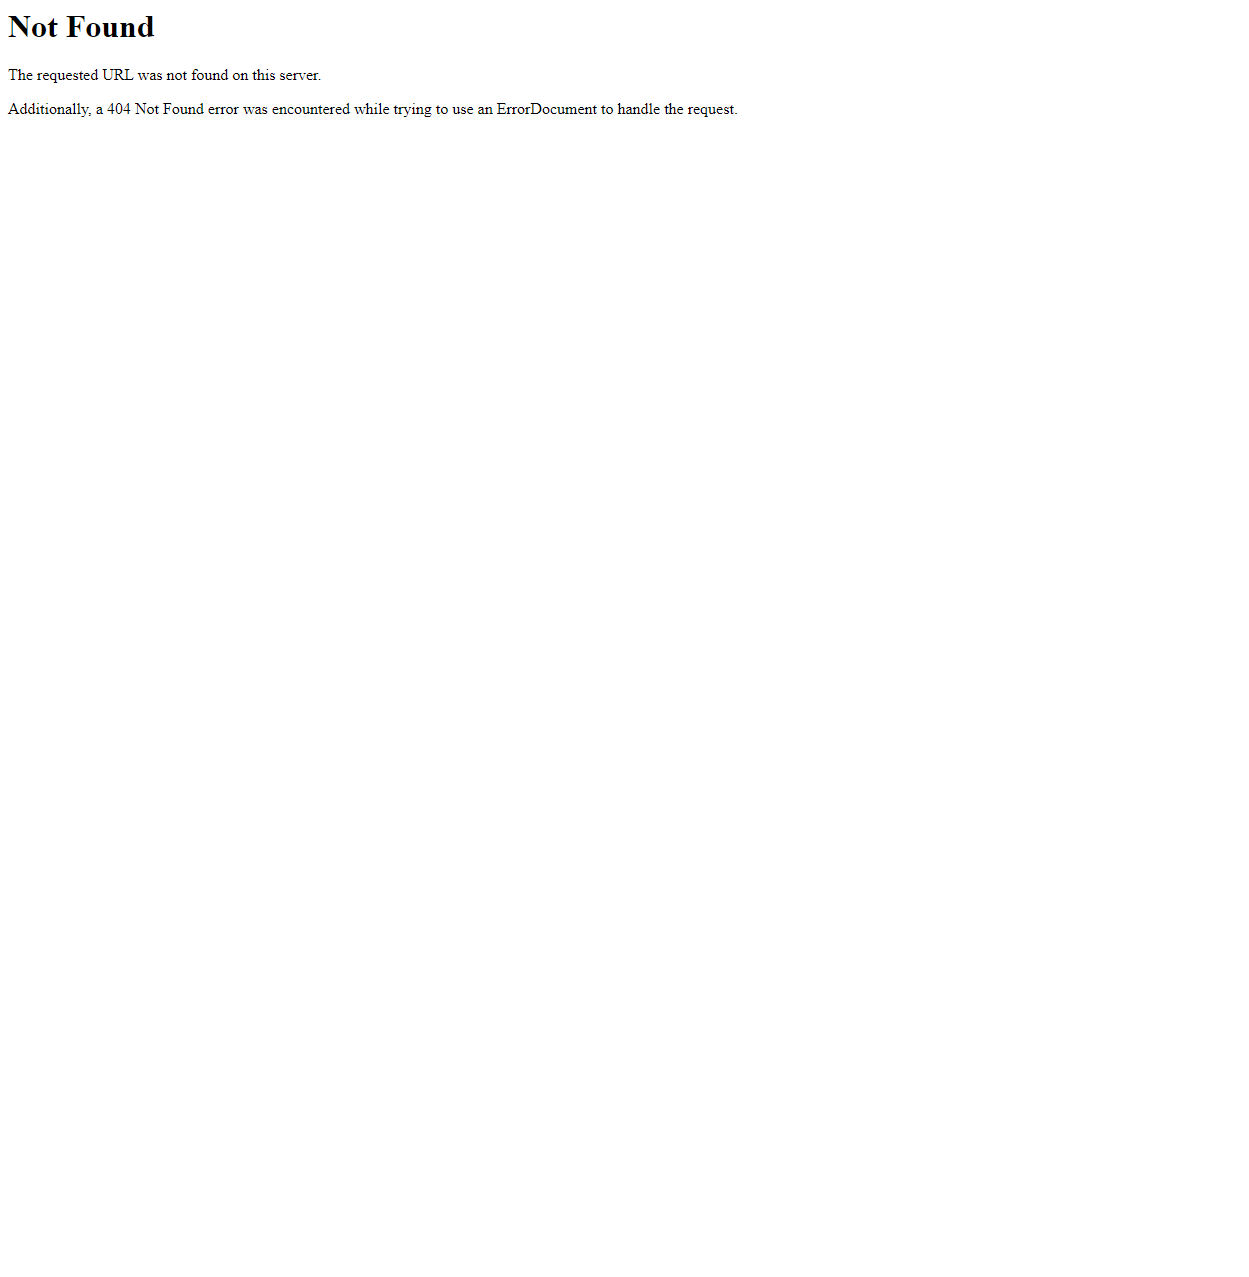 Not Found
The requested URL was not found on this server.
Additionally, a 404 Not Found error was encountered while trying to use an ErrorDocument to handle the request.